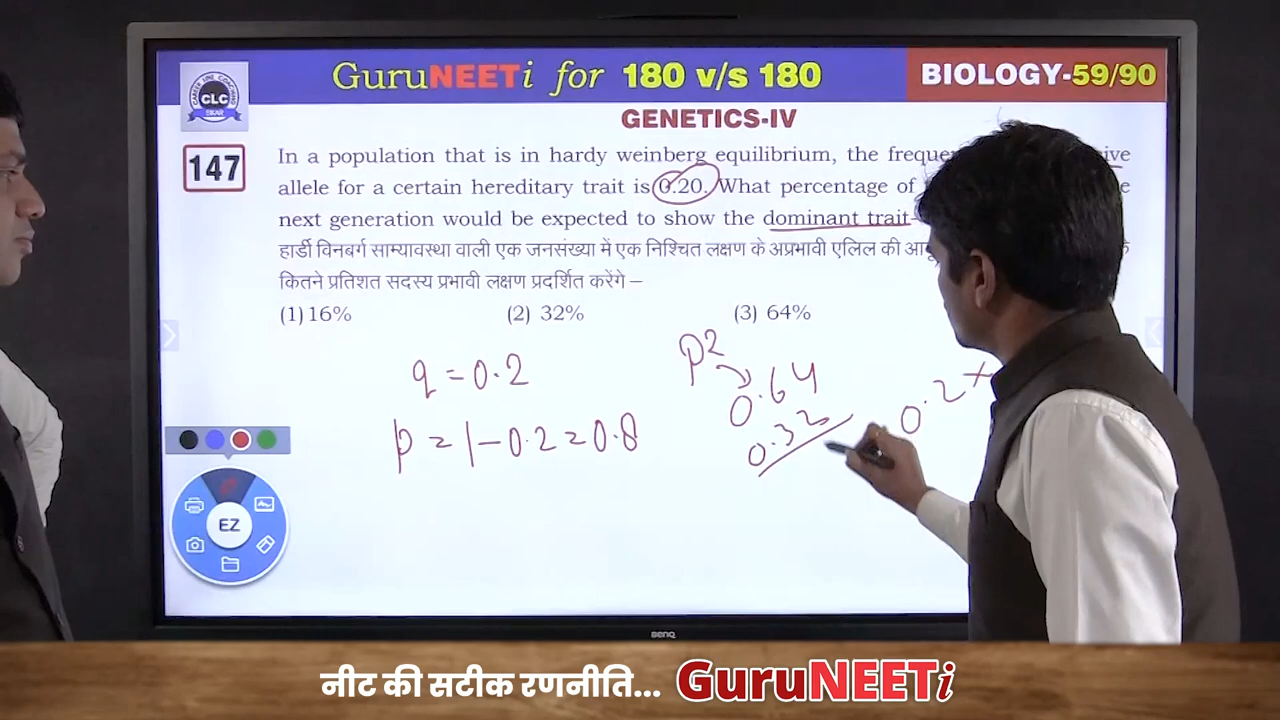 GuruNEETi for 180 v/s 180
BIOLOGY-59/90
CLC
SIKAR
GENETICS-IV
147
In a population that is in hardy weinberg equilibrium, the
allele for a certain hereditary trait is 0.20. What percentage of
next generation would be expected to show the dominant trait-
हार्डी विनबर्ग साम्यावस्था वाली एक जनसंख्या में एक निश्चित लक्षण के अप्रभावी एलिल की
कितने प्रतिशत सदस्य प्रभावी लक्षण प्रदर्शित करेंगे –
(1) 16% (2) 32% (3) 64%
q = 0.2
p = 1 - 0.2 = 0.8
p2
0.64
0.32
0.2 ×
EZ
BENQ
नीट की सटीक रणनीति... GuruNEETi